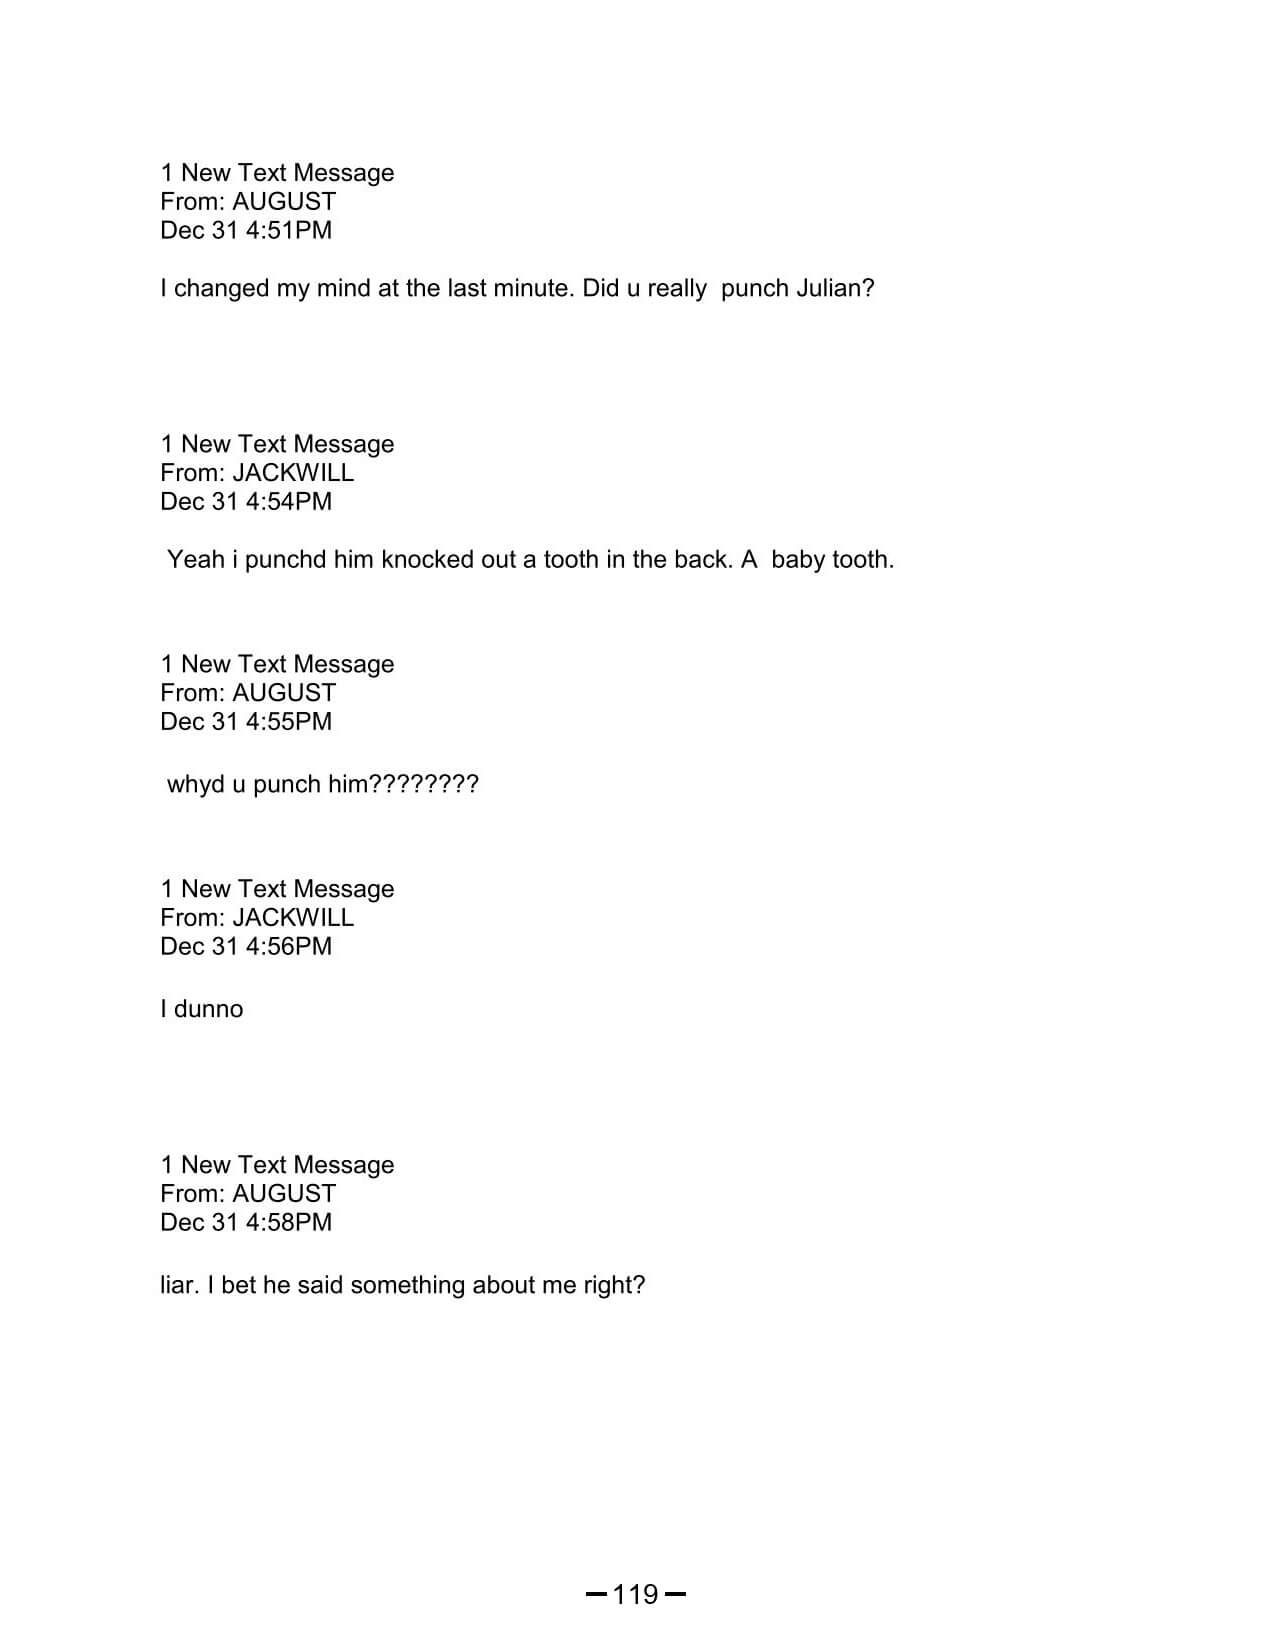 1 New Text Message
From: AUGUST
Dec 31 4:51PM
I changed my mind at the last minute. Did u really  punch Julian?
1 New Text Message
From: JACKWILL
Dec 31 4:54PM
Yeah i punchd him knocked out a tooth in the back. A  baby tooth.
1 New Text Message
From: AUGUST
Dec 31 4:55PM
whyd u punch him????????
1 New Text Message
From: JACKWILL
Dec 31 4:56PM
I dunno
1 New Text Message
From: AUGUST
Dec 31 4:58PM
liar. I bet he said something about me right?
— 119 —